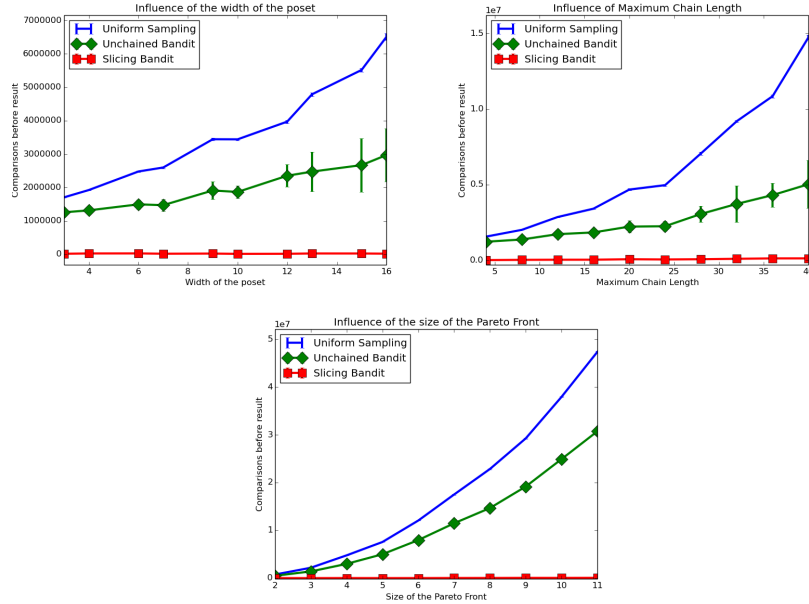 Influence of the width of the poset
7000000
6000000
5000000
4000000
3000000
2000000
1000000
0
Comparisons before result
Uniform Sampling
Unchained Bandit
Slicing Bandit
4 6 8 10 12 14 16
Width of the poset
Influence of Maximum Chain Length
1e7
1.5
1.0
0.5
0.0
Comparisons before result
Uniform Sampling
Unchained Bandit
Slicing Bandit
5 10 15 20 25 30 35 40
Maximum Chain Length
Influence of the size of the Pareto Front
1e7
5
4
3
2
1
0
Comparisons before result
Uniform Sampling
Unchained Bandit
Slicing Bandit
2 3 4 5 6 7 8 9 10 11
Size of the Pareto Front